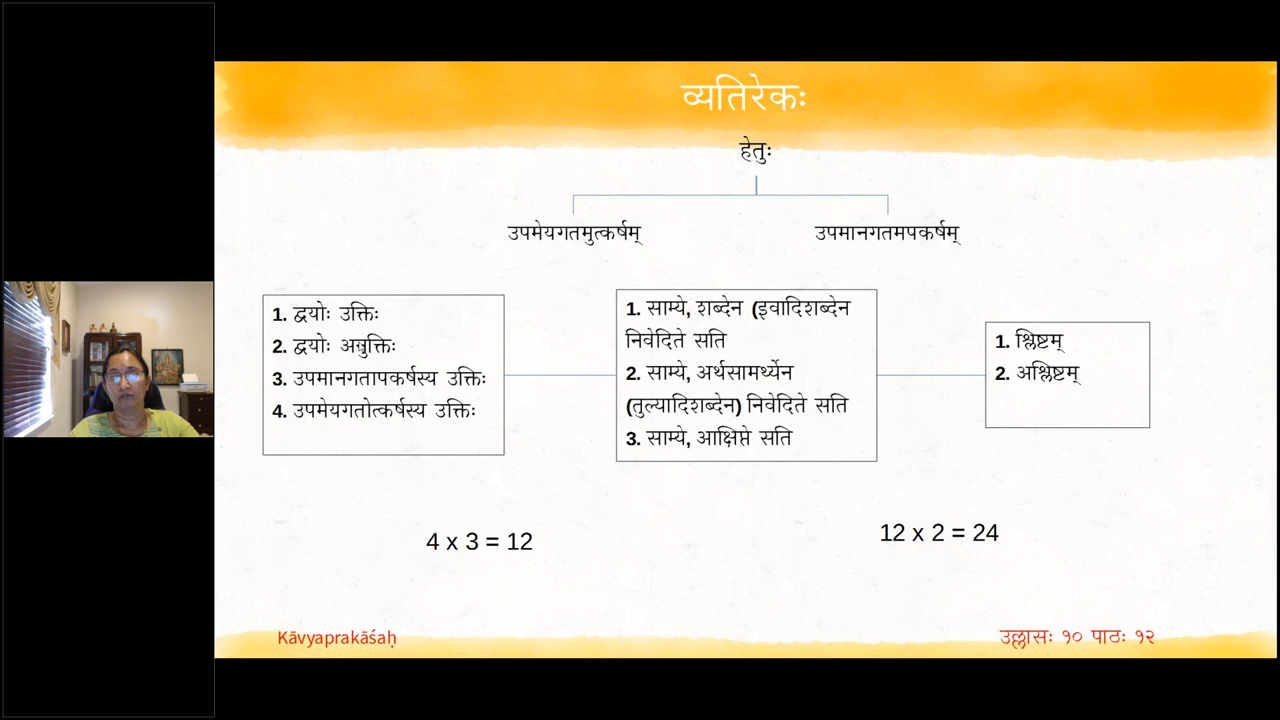 व्यतिरेकः
हेतुः
उपमेयगतमुत्कर्षम्
उपमानगतमपकर्षम्
1. द्वयोः उक्तिः
2. द्वयोः अनुक्तिः
3. उपमानगतापकर्षस्य उक्तिः
4. उपमेयगतोत्कर्षस्य उक्तिः
1. साम्ये, शब्देन (इवादिशब्देन
निवेदिते सति
2. साम्ये, अर्थसामर्थ्येन
(तुल्यादिशब्देन) निवेदिते सति
3. साम्ये, आक्षिप्ते सति
1. श्लिष्टम्
2. अश्लिष्टम्
4 x 3 = 12
12 x 2 = 24
Kāvyaprakāśaḥ
उल्लासः १० पाठः १२